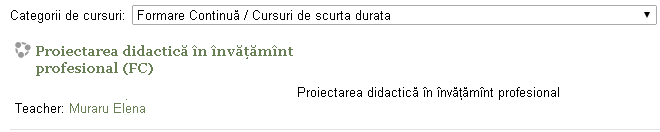 Categorii de cursuri: Formare Continuă / Cursuri de scurta durata
Proiectarea didactică în învățămînt
profesional (FC)
Proiectarea didactică în învățămînt profesional
Teacher: Muraru Elena